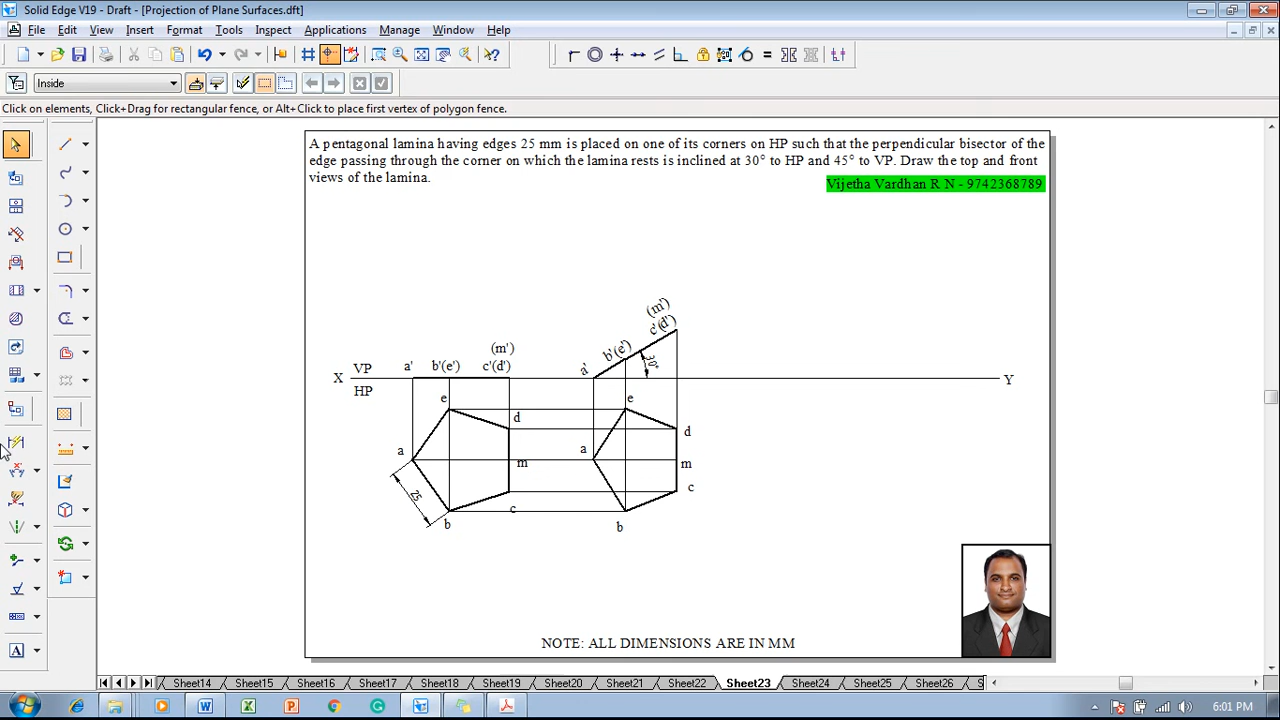 Solid Edge V19 - Draft - [Projection of Plane Surfaces.dft]
File Edit View Insert Format Tools Inspect Applications Manage Window Help
Inside
Click on elements, Click+Drag for rectangular fence, or Alt+Click to place first vertex of polygon fence.
A pentagonal lamina having edges 25 mm is placed on one of its corners on HP such that the perpendicular bisector of the
edge passing through the corner on which the lamina rests is inclined at 30° to HP and 45° to VP. Draw the top and front
views of the lamina.
Vijetha Vardhan R N - 9742368789
(m')
c'(d')
b'(e')
a'
30°
(m')
VP
a' b'(e') c'(d')
X Y
HP
e e
d d
a a
m m
25
c c
b b
NOTE: ALL DIMENSIONS ARE IN MM
Sheet14 Sheet15 Sheet16 Sheet17 Sheet18 Sheet19 Sheet20 Sheet21 Sheet22 Sheet23 Sheet24 Sheet25 Sheet26 S
6:01 PM